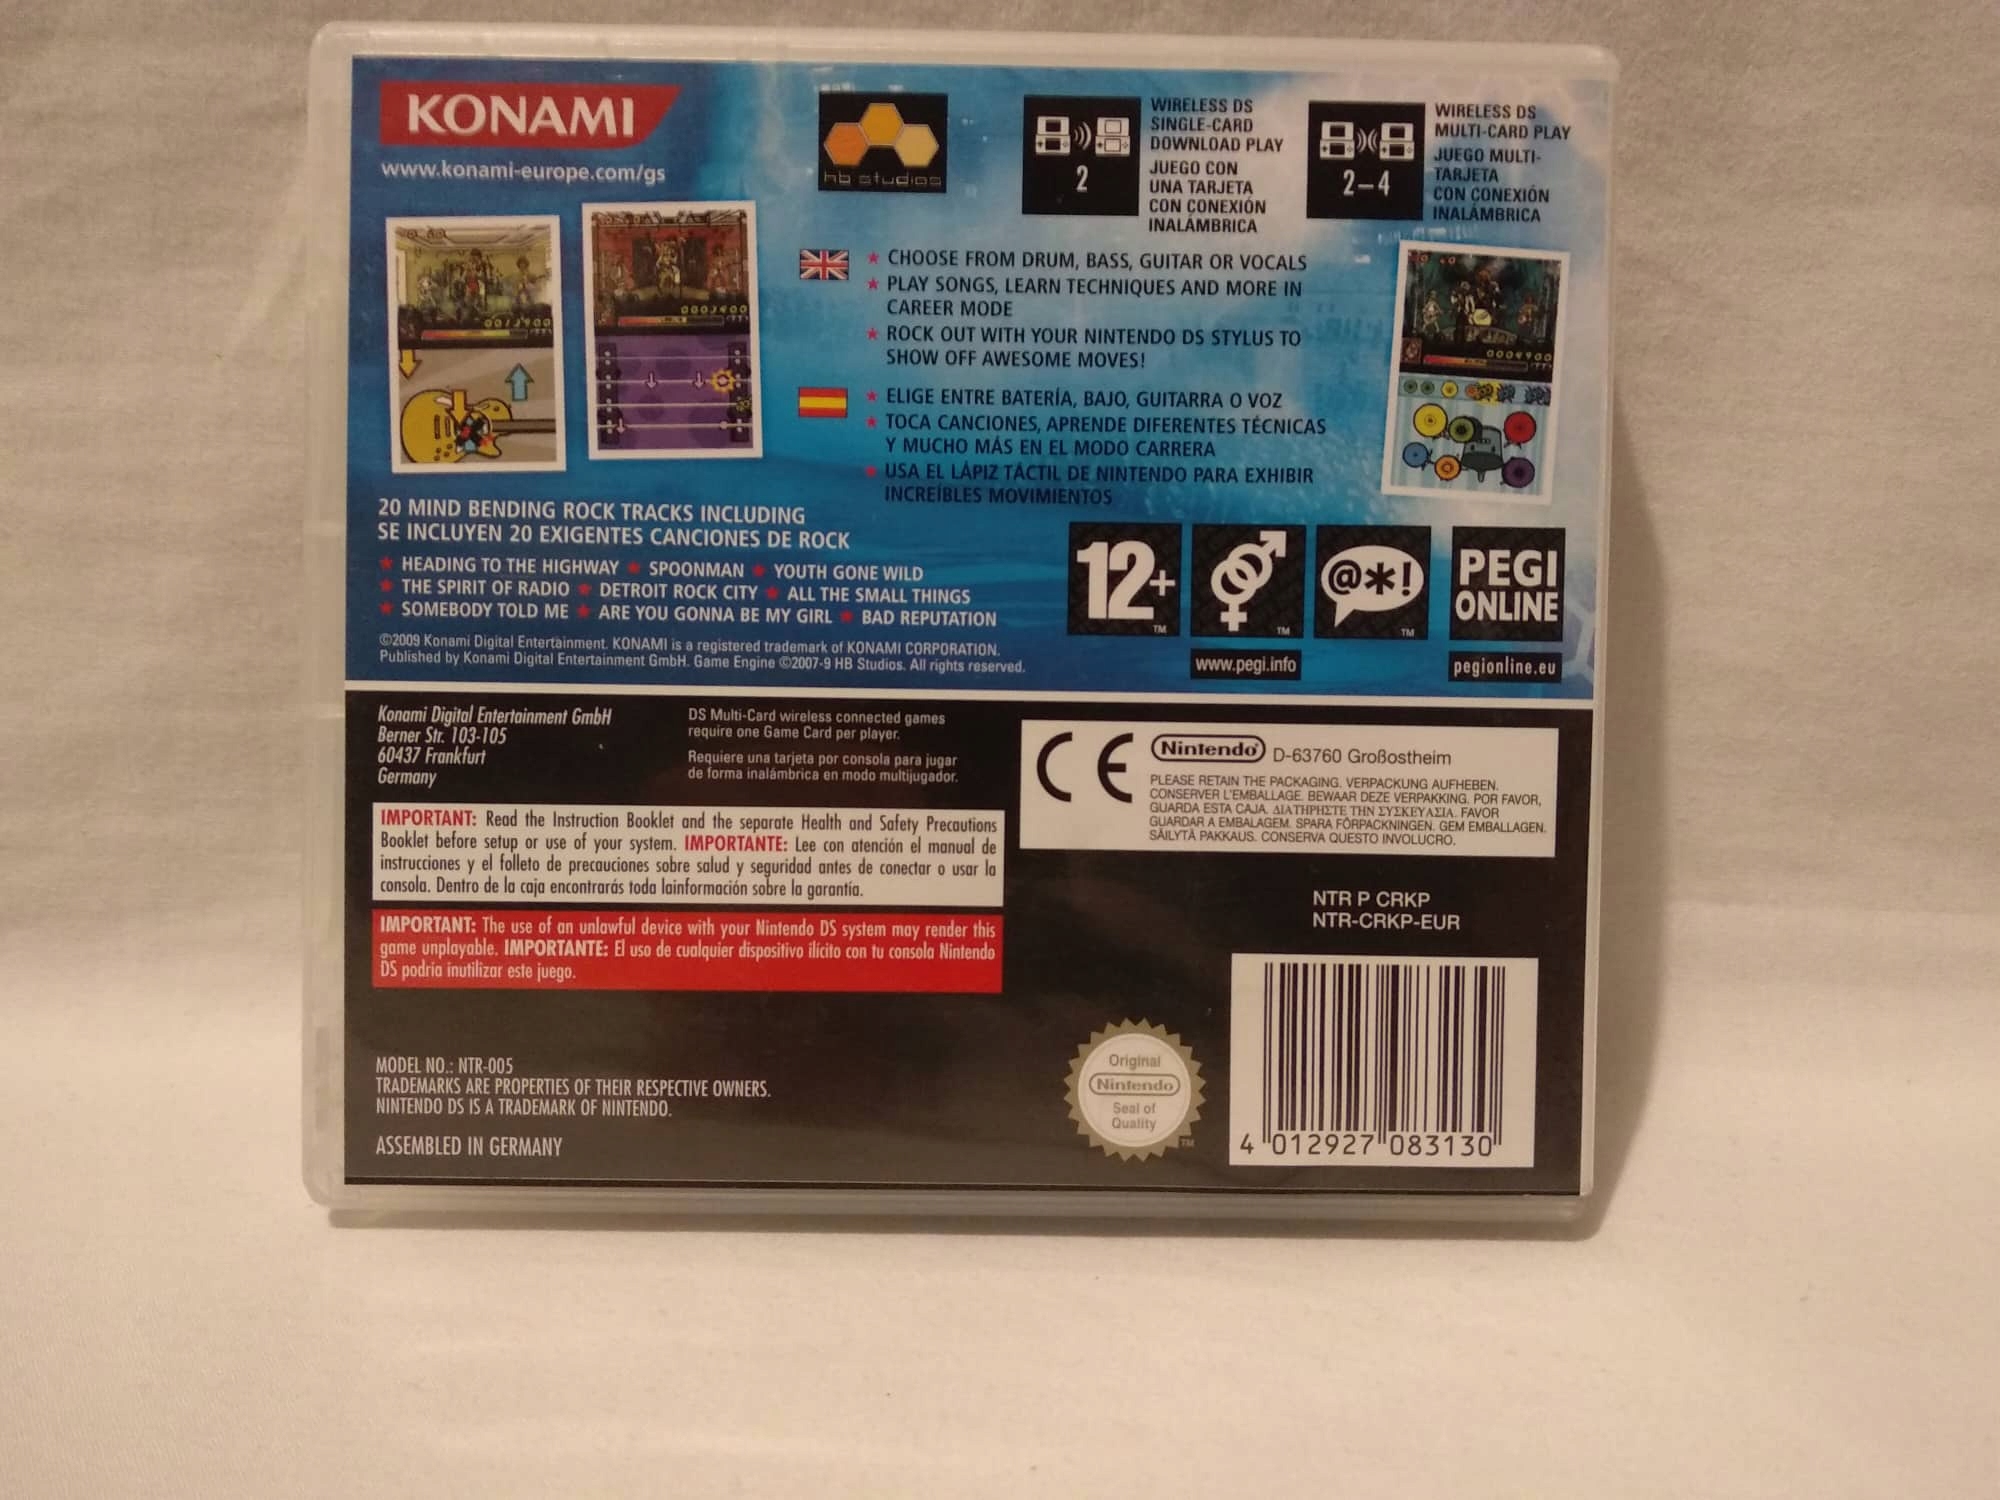 KONAMI
www.konami-europe.com/gs
hb studios
2
WIRELESS DS
SINGLE-CARD
DOWNLOAD PLAY
JUEGO CON
UNA TARJETA
CON CONEXIÓN
INALÁMBRICA
2-4
WIRELESS DS
MULTI-CARD PLAY
JUEGO MULTI-
TARJETA
CON CONEXIÓN
INALÁMBRICA
★ CHOOSE FROM DRUM, BASS, GUITAR OR VOCALS
★ PLAY SONGS, LEARN TECHNIQUES AND MORE IN
CAREER MODE
★ ROCK OUT WITH YOUR NINTENDO DS STYLUS TO
SHOW OFF AWESOME MOVES!
★ ELIGE ENTRE BATERÍA, BAJO, GUITARRA O VOZ
★ TOCA CANCIONES, APRENDE DIFERENTES TÉCNICAS
Y MUCHO MÁS EN EL MODO CARRERA
★ USA EL LÁPIZ TÁCTIL DE NINTENDO PARA EXHIBIR
INCREÍBLES MOVIMIENTOS
20 MIND BENDING ROCK TRACKS INCLUDING
SE INCLUYEN 20 EXIGENTES CANCIONES DE ROCK
★ HEADING TO THE HIGHWAY ★ SPOONMAN ★ YOUTH GONE WILD
★ THE SPIRIT OF RADIO ★ DETROIT ROCK CITY ★ ALL THE SMALL THINGS
★ SOMEBODY TOLD ME ★ ARE YOU GONNA BE MY GIRL ★ BAD REPUTATION
©2009 Konami Digital Entertainment. KONAMI is a registered trademark of KONAMI CORPORATION.
Published by Konami Digital Entertainment GmbH. Game Engine ©2007-9 HB Studios. All rights reserved.
12+ ™
™
@*! ™
PEGI
ONLINE
www.pegi.info
pegionline.eu
Konami Digital Entertainment GmbH
Berner Str. 103-105
60437 Frankfurt
Germany
DS Multi-Card wireless connected games
require one Game Card per player.
Requiere una tarjeta por consola para jugar
de forma inalámbrica en modo multijugador.
IMPORTANT: Read the Instruction Booklet and the separate Health and Safety Precautions
Booklet before setup or use of your system. IMPORTANTE: Lee con atención el manual de
instrucciones y el folleto de precauciones sobre salud y seguridad antes de conectar o usar la
consola. Dentro de la caja encontrarás toda lainformación sobre la garantía.
IMPORTANT: The use of an unlawful device with your Nintendo DS system may render this
game unplayable. IMPORTANTE: El uso de cualquier dispositivo ilícito con tu consola Nintendo
DS podría inutilizar este juego.
CE
Nintendo® D-63760 Großostheim
PLEASE RETAIN THE PACKAGING. VERPACKUNG AUFHEBEN.
CONSERVER L'EMBALLAGE. BEWAAR DEZE VERPAKKING. POR FAVOR,
GUARDA ESTA CAJA. ΔΙΑΤΗΡΗΣΤΕ ΤΗΝ ΣΥΣΚΕΥΑΣΙΑ. FAVOR
GUARDAR A EMBALAGEM. SPARA FÖRPACKNINGEN. GEM EMBALLAGEN.
SÄILYTÄ PAKKAUS. CONSERVA QUESTO INVOLUCRO.
NTR P CRKP
NTR-CRKP-EUR
MODEL NO.: NTR-005
TRADEMARKS ARE PROPERTIES OF THEIR RESPECTIVE OWNERS.
NINTENDO DS IS A TRADEMARK OF NINTENDO.
ASSEMBLED IN GERMANY
Original
Nintendo
Seal of
Quality
™
4 012927 083130